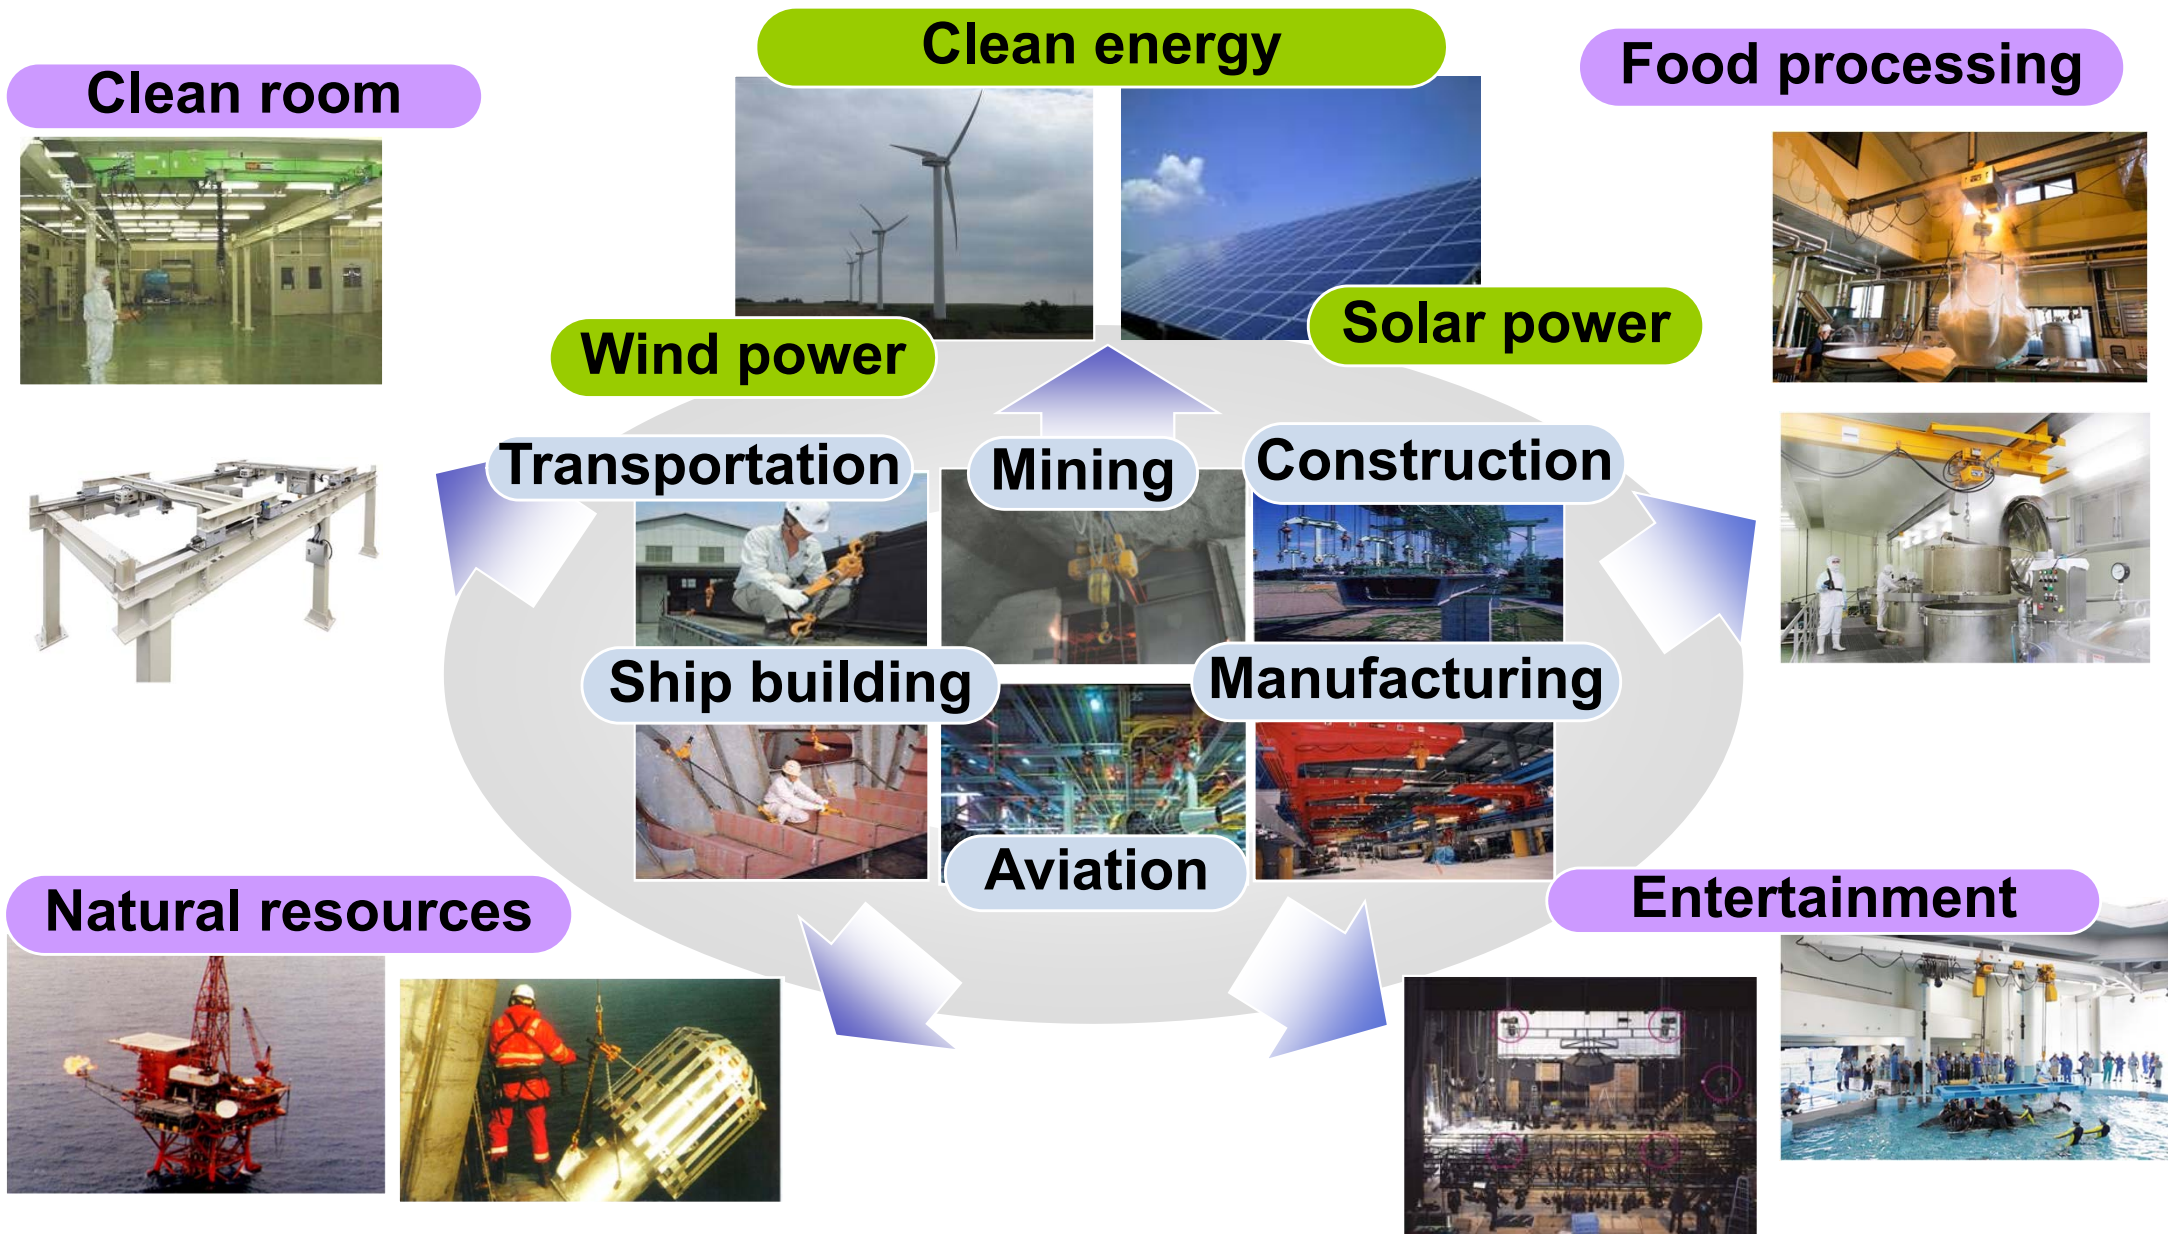 Clean energy
Food processing
Clean room
Solar power
Wind power
Transportation
Mining
Construction
Ship building
Manufacturing
Aviation
Natural resources
Entertainment